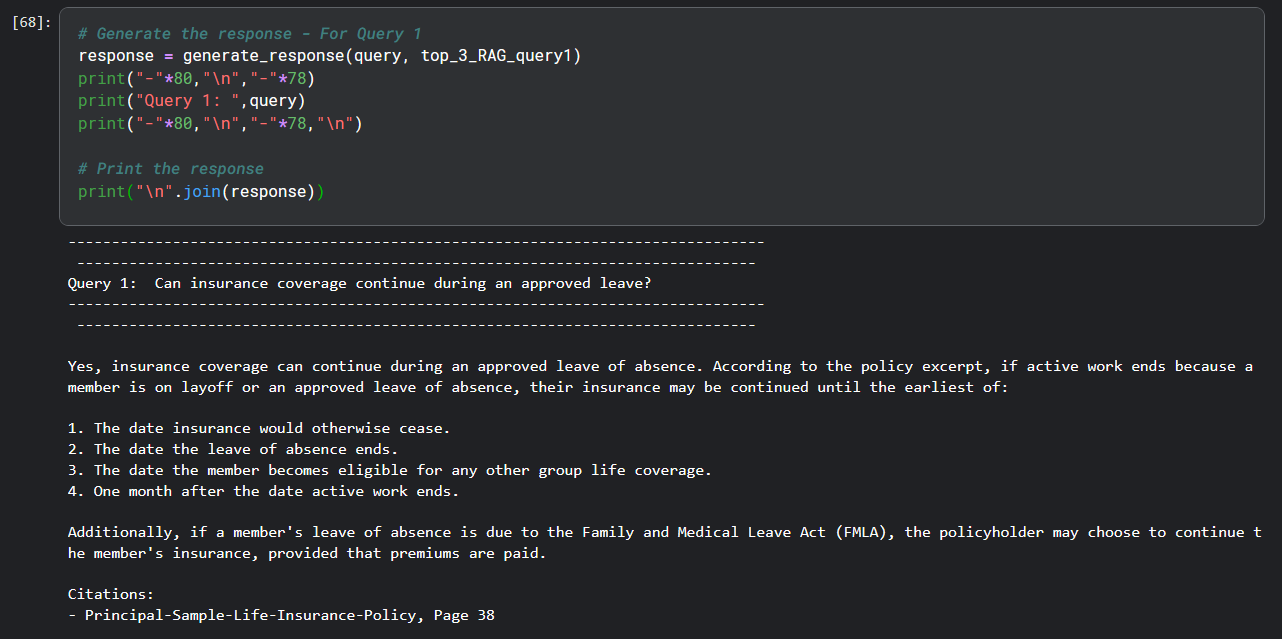 [68]:
# Generate the response - For Query 1
response = generate_response(query, top_3_RAG_query1)
print("-"*80,"\n","-"*78)
print("Query 1: ",query)
print("-"*80,"\n","-"*78,"\n")
# Print the response
print("\n".join(response))
--------------------------------------------------------------------------------
 ------------------------------------------------------------------------------
Query 1:  Can insurance coverage continue during an approved leave?
--------------------------------------------------------------------------------
 ------------------------------------------------------------------------------
Yes, insurance coverage can continue during an approved leave of absence. According to the policy excerpt, if active work ends because a
member is on layoff or an approved leave of absence, their insurance may be continued until the earliest of:
1. The date insurance would otherwise cease.
2. The date the leave of absence ends.
3. The date the member becomes eligible for any other group life coverage.
4. One month after the date active work ends.
Additionally, if a member's leave of absence is due to the Family and Medical Leave Act (FMLA), the policyholder may choose to continue t
he member's insurance, provided that premiums are paid.
Citations:
- Principal-Sample-Life-Insurance-Policy, Page 38